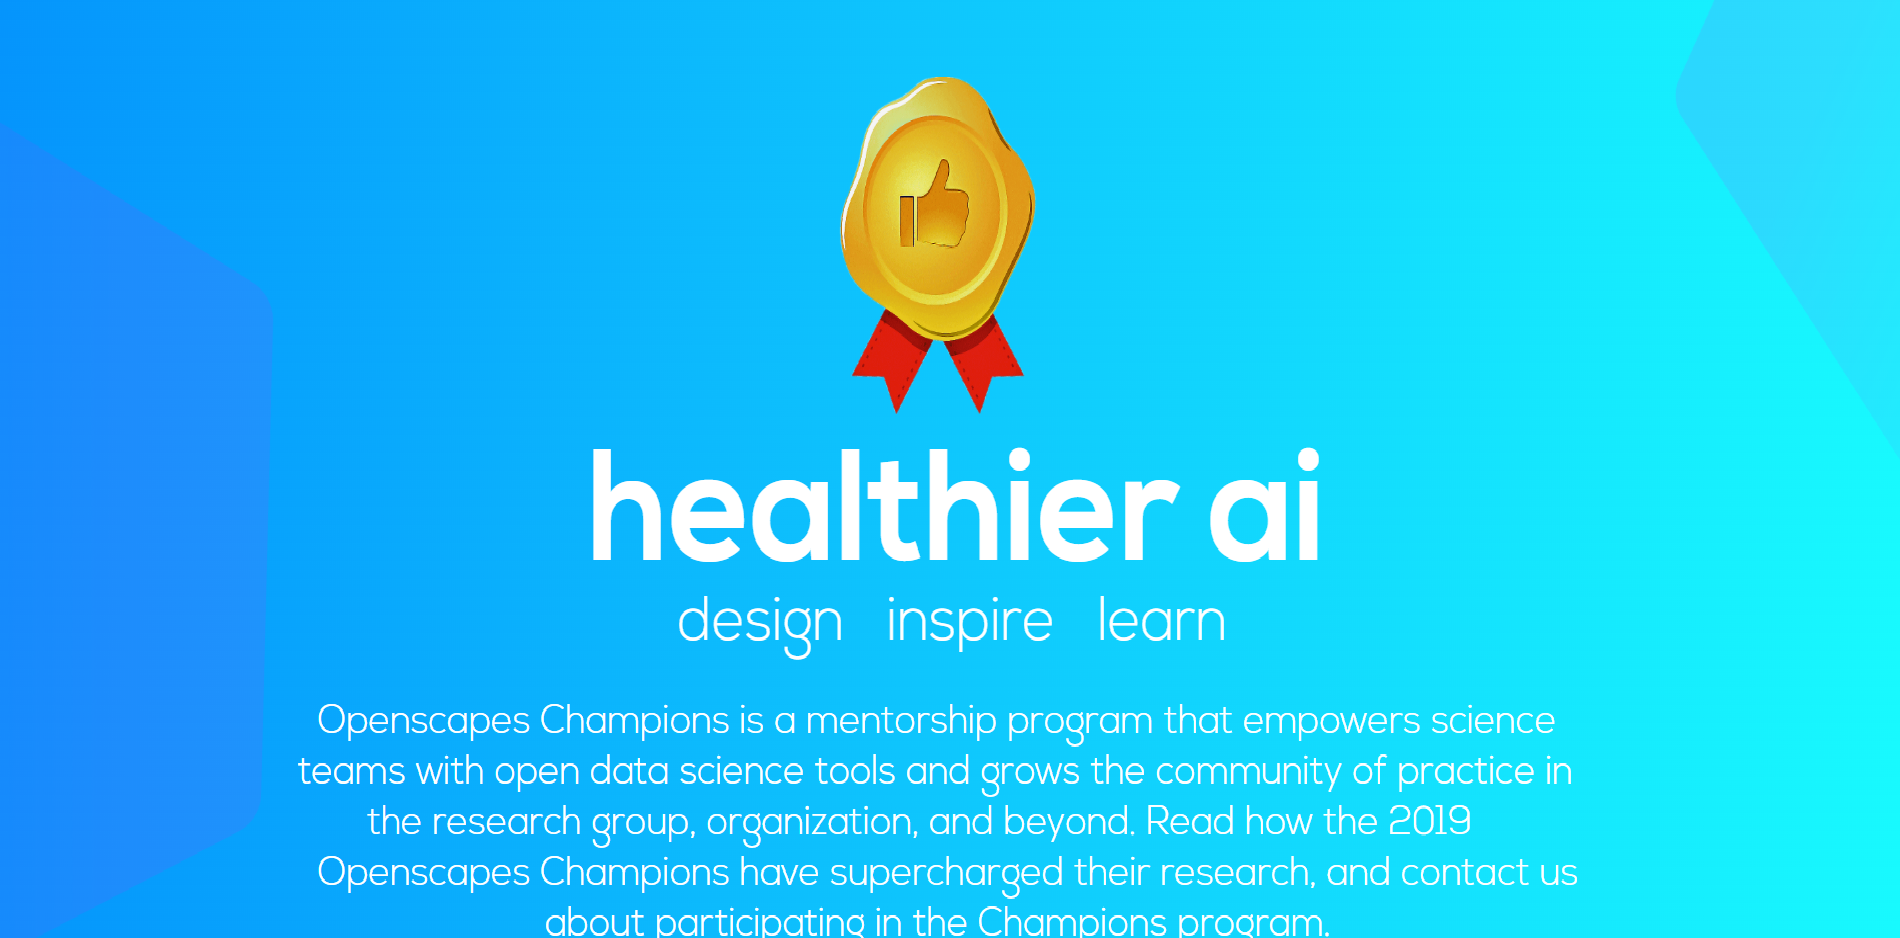 healthier ai
design inspire learn
Openscapes Champions is a mentorship program that empowers science
teams with open data science tools and grows the community of practice in
the research group, organization, and beyond. Read how the 2019
Openscapes Champions have supercharged their research, and contact us
about participating in the Champions program.